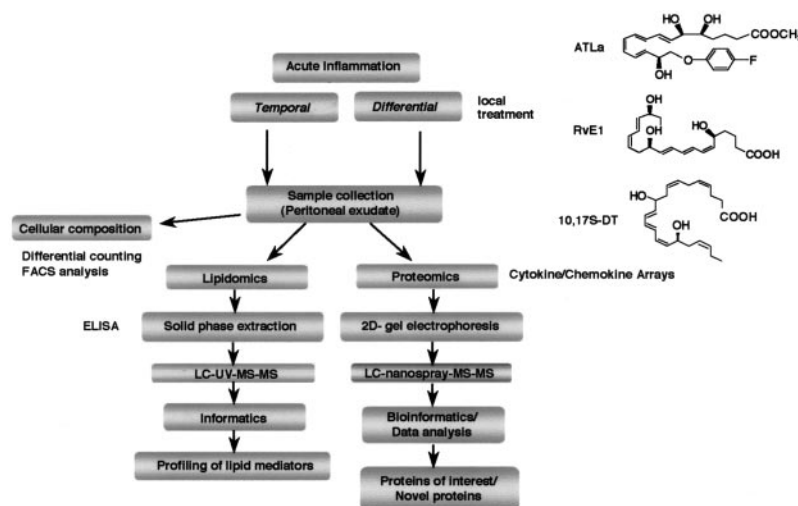 Acute Inflammation
Temporal
Differential
local
treatment
Sample collection
(Peritoneal exudate)
Cellular composition
Differential counting
FACS analysis
Lipidomics
Proteomics
Cytokine/Chemokine Arrays
ELISA
Solid phase extraction
2D- gel electrophoresis
LC-UV-MS-MS
LC-nanospray-MS-MS
Informatics
Bioinformatics/
Data analysis
Profiling of lipid mediators
Proteins of interest/
Novel proteins
ATLa
HO
OH
COOCH₃
OH
O
F
RvE1
OH
OH
OH
COOH
10,17S-DT
HO
OH
COOH